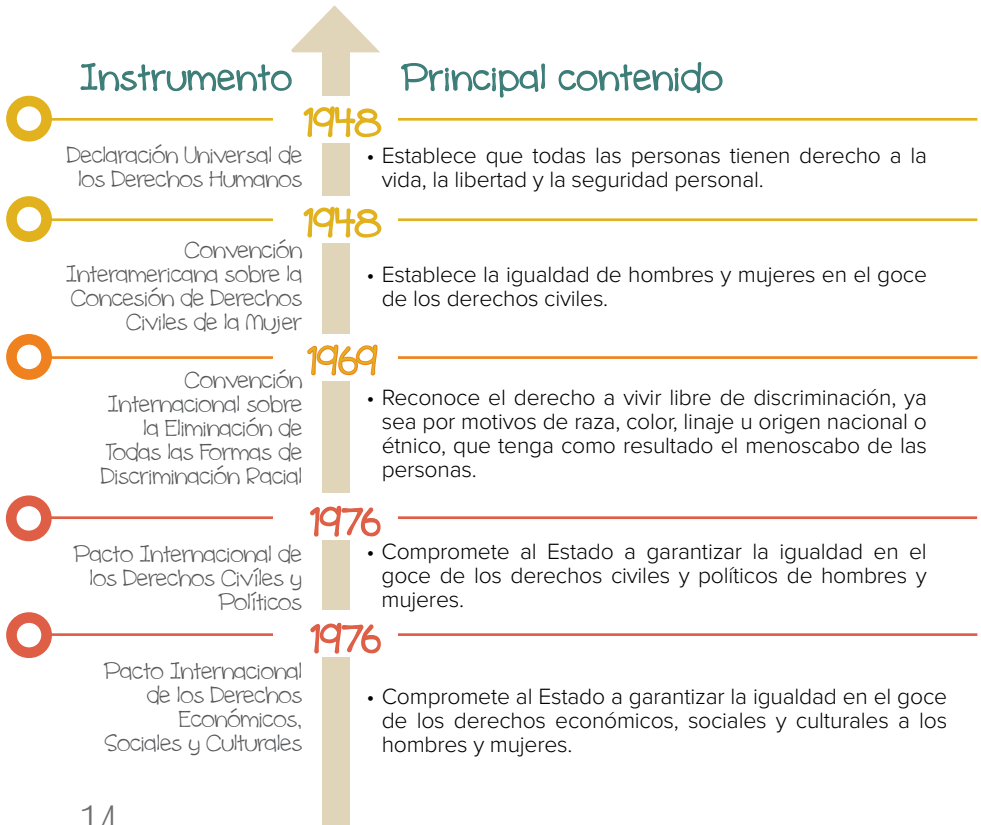 Instrumento
Principal contenido
1948
Declaración Universal de
los Derechos Humanos
• Establece que todas las personas tienen derecho a la
vida, la libertad y la seguridad personal.
1948
Convención
Interamericana sobre la
Concesión de Derechos
Civiles de la Mujer
• Establece la igualdad de hombres y mujeres en el goce
de los derechos civiles.
1969
Convención
Internacional sobre
la Eliminación de
Todas las Formas de
Discriminación Racial
• Reconoce el derecho a vivir libre de discriminación, ya
sea por motivos de raza, color, linaje u origen nacional o
étnico, que tenga como resultado el menoscabo de las
personas.
1976
Pacto Internacional de
los Derechos Civíles y
Políticos
• Compromete al Estado a garantizar la igualdad en el
goce de los derechos civiles y políticos de hombres y
mujeres.
1976
Pacto Internacional
de los Derechos
Económicos,
Sociales y Culturales
• Compromete al Estado a garantizar la igualdad en el goce
de los derechos económicos, sociales y culturales a los
hombres y mujeres.
14